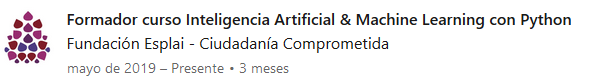 Formador curso Inteligencia Artificial & Machine Learning con Python
Fundación Esplai - Ciudadanía Comprometida
mayo de 2019 – Presente • 3 meses